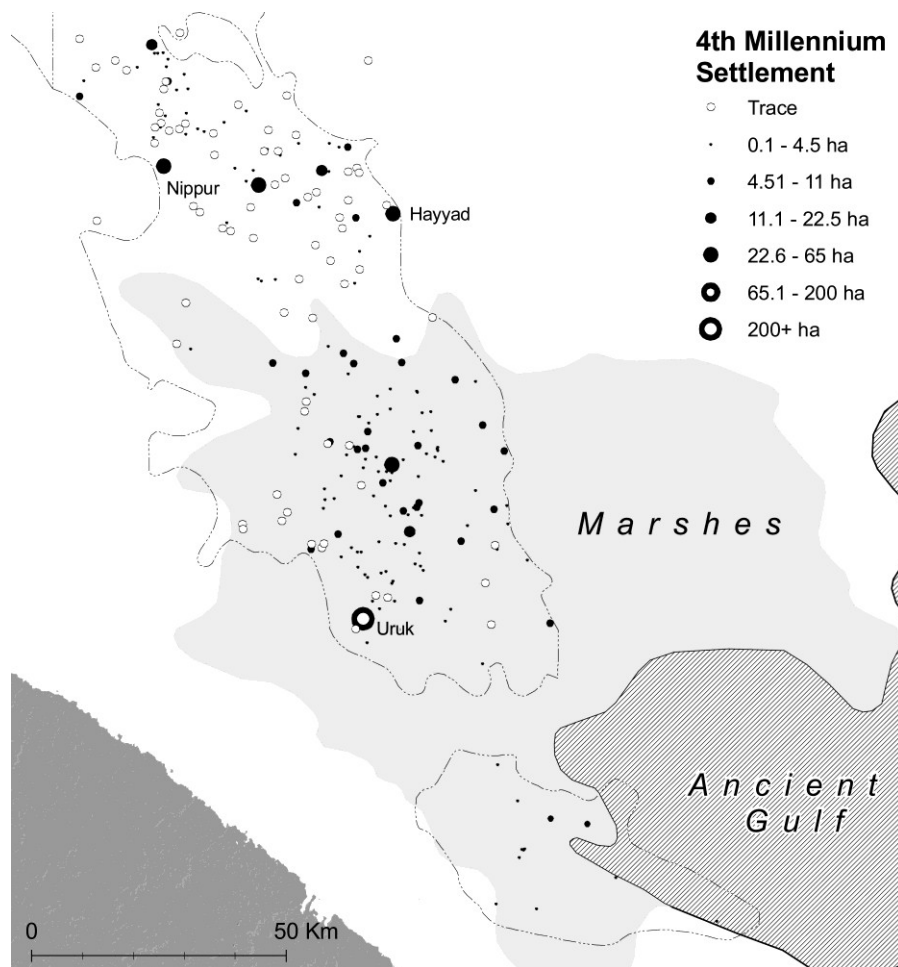 4th Millennium
Settlement
Trace
0.1 - 4.5 ha
4.51 - 11 ha
11.1 - 22.5 ha
22.6 - 65 ha
65.1 - 200 ha
200+ ha
Nippur
Hayyad
Marshes
Uruk
Ancient
Gulf
0
50 Km